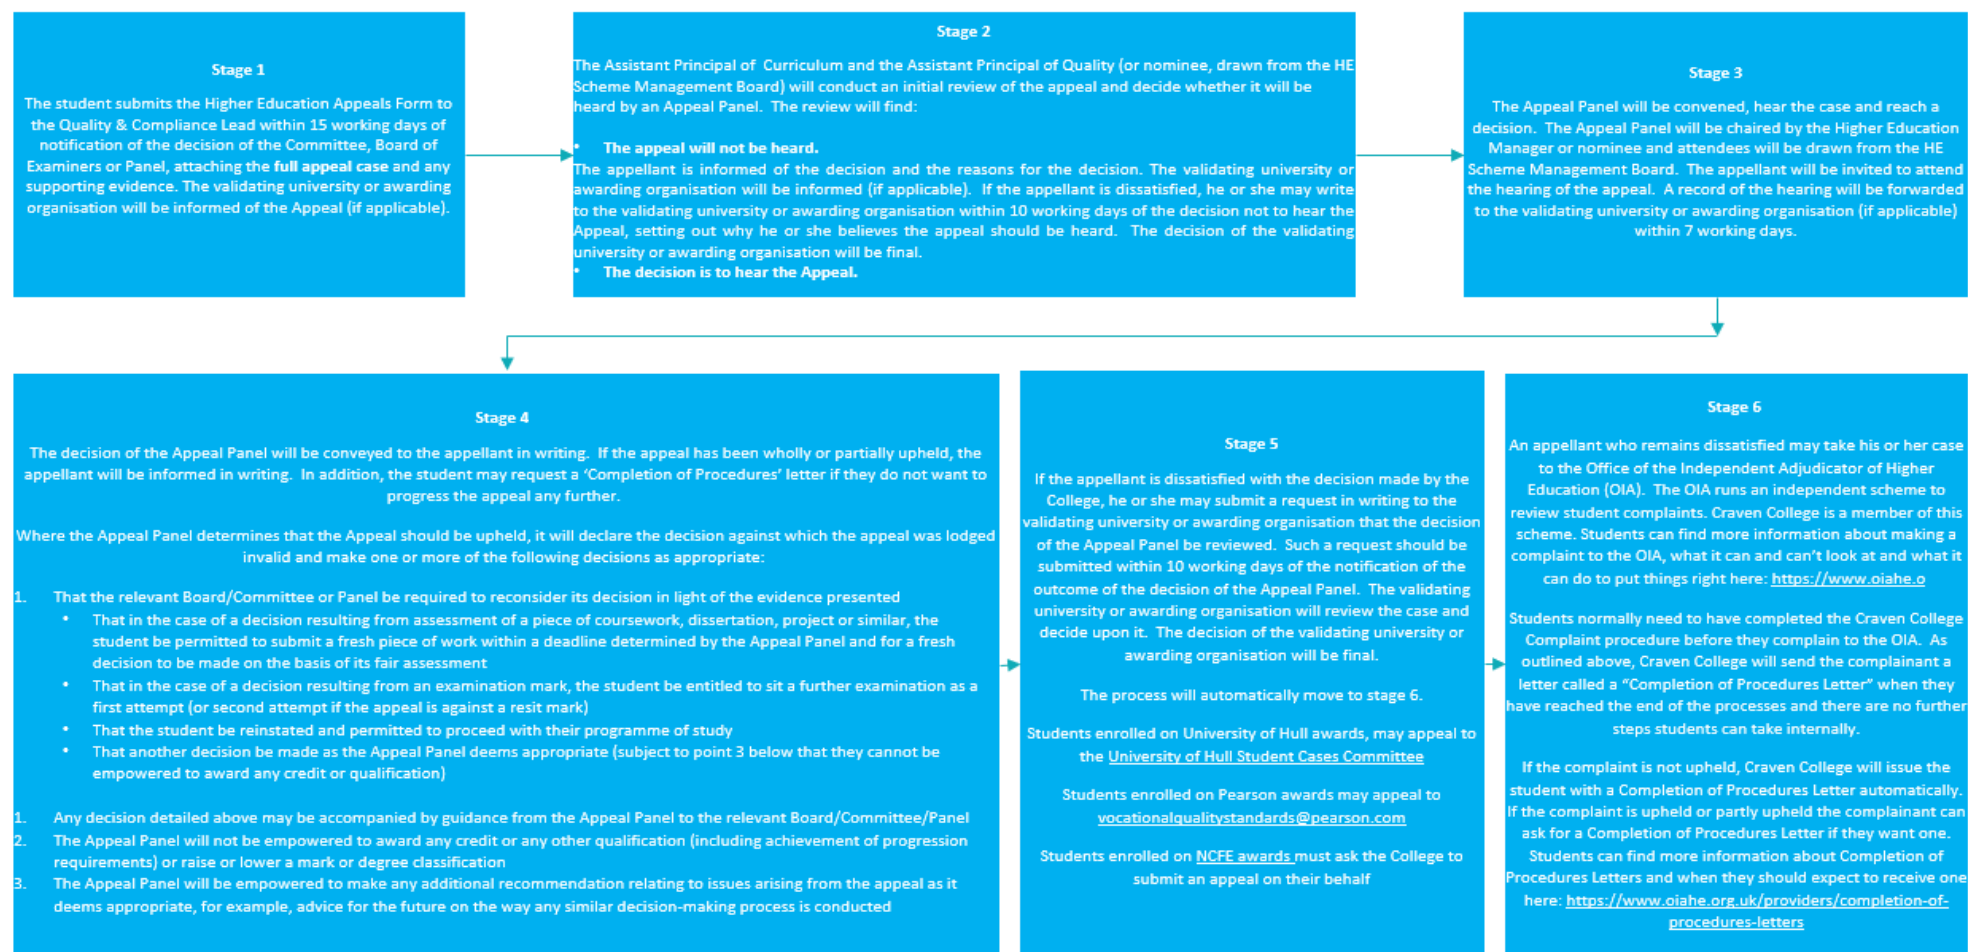 Stage 1
The student submits the Higher Education Appeals Form to
the Quality & Compliance Lead within 15 working days of
notification of the decision of the Committee, Board of
Examiners or Panel, attaching the full appeal case and any
supporting evidence. The validating university or awarding
organisation will be informed of the Appeal (if applicable).
Stage 2
The Assistant Principal of Curriculum and the Assistant Principal of Quality (or nominee, drawn from the HE
Scheme Management Board) will conduct an initial review of the appeal and decide whether it will be
heard by an Appeal Panel. The review will find:
• The appeal will not be heard.
The appellant is informed of the decision and the reasons for the decision. The validating university or
awarding organisation will be informed (if applicable). If the appellant is dissatisfied, he or she may write
to the validating university or awarding organisation within 10 working days of the decision not to hear the
Appeal, setting out why he or she believes the appeal should be heard. The decision of the validating
university or awarding organisation will be final.
• The decision is to hear the Appeal.
Stage 3
The Appeal Panel will be convened, hear the case and reach a
decision. The Appeal Panel will be chaired by the Higher Education
Manager or nominee and attendees will be drawn from the HE
Scheme Management Board. The appellant will be invited to attend
the hearing of the appeal. A record of the hearing will be forwarded
to the validating university or awarding organisation (if applicable)
within 7 working days.
Stage 4
The decision of the Appeal Panel will be conveyed to the appellant in writing. If the appeal has been wholly or partially upheld, the
appellant will be informed in writing. In addition, the student may request a ‘Completion of Procedures’ letter if they do not want to
progress the appeal any further.
Where the Appeal Panel determines that the Appeal should be upheld, it will declare the decision against which the appeal was lodged
invalid and make one or more of the following decisions as appropriate:
1. That the relevant Board/Committee or Panel be required to reconsider its decision in light of the evidence presented
• That in the case of a decision resulting from assessment of a piece of coursework, dissertation, project or similar, the
student be permitted to submit a fresh piece of work within a deadline determined by the Appeal Panel and for a fresh
decision to be made on the basis of its fair assessment
• That in the case of a decision resulting from an examination mark, the student be entitled to sit a further examination as a
first attempt (or second attempt if the appeal is against a resit mark)
• That the student be reinstated and permitted to proceed with their programme of study
• That another decision be made as the Appeal Panel deems appropriate (subject to point 3 below that they cannot be
empowered to award any credit or qualification)
1. Any decision detailed above may be accompanied by guidance from the Appeal Panel to the relevant Board/Committee/Panel
2. The Appeal Panel will not be empowered to award any credit or any other qualification (including achievement of progression
requirements) or raise or lower a mark or degree classification
3. The Appeal Panel will be empowered to make any additional recommendation relating to issues arising from the appeal as it
deems appropriate, for example, advice for the future on the way any similar decision-making process is conducted
Stage 5
If the appellant is dissatisfied with the decision made by the
College, he or she may submit a request in writing to the
validating university or awarding organisation that the decision
of the Appeal Panel be reviewed. Such a request should be
submitted within 10 working days of the notification of the
outcome of the decision of the Appeal Panel. The validating
university or awarding organisation will review the case and
decide upon it. The decision of the validating university or
awarding organisation will be final.
The process will automatically move to stage 6.
Students enrolled on University of Hull awards, may appeal to
the University of Hull Student Cases Committee
Students enrolled on Pearson awards may appeal to
vocationalqualitystandards@pearson.com
Students enrolled on NCFE awards must ask the College to
submit an appeal on their behalf
Stage 6
An appellant who remains dissatisfied may take his or her case
to the Office of the Independent Adjudicator of Higher
Education (OIA). The OIA runs an independent scheme to
review student complaints. Craven College is a member of this
scheme. Students can find more information about making a
complaint to the OIA, what it can and can’t look at and what it
can do to put things right here: https://www.oiahe.o
Students normally need to have completed the Craven College
Complaint procedure before they complain to the OIA. As
outlined above, Craven College will send the complainant a
letter called a “Completion of Procedures Letter” when they
have reached the end of the processes and there are no further
steps students can take internally.
If the complaint is not upheld, Craven College will issue the
student with a Completion of Procedures Letter automatically.
If the complaint is upheld or partly upheld the complainant can
ask for a Completion of Procedures Letter if they want one.
Students can find more information about Completion of
Procedures Letters and when they should expect to receive one
here: https://www.oiahe.org.uk/providers/completion-of-
procedures-letters